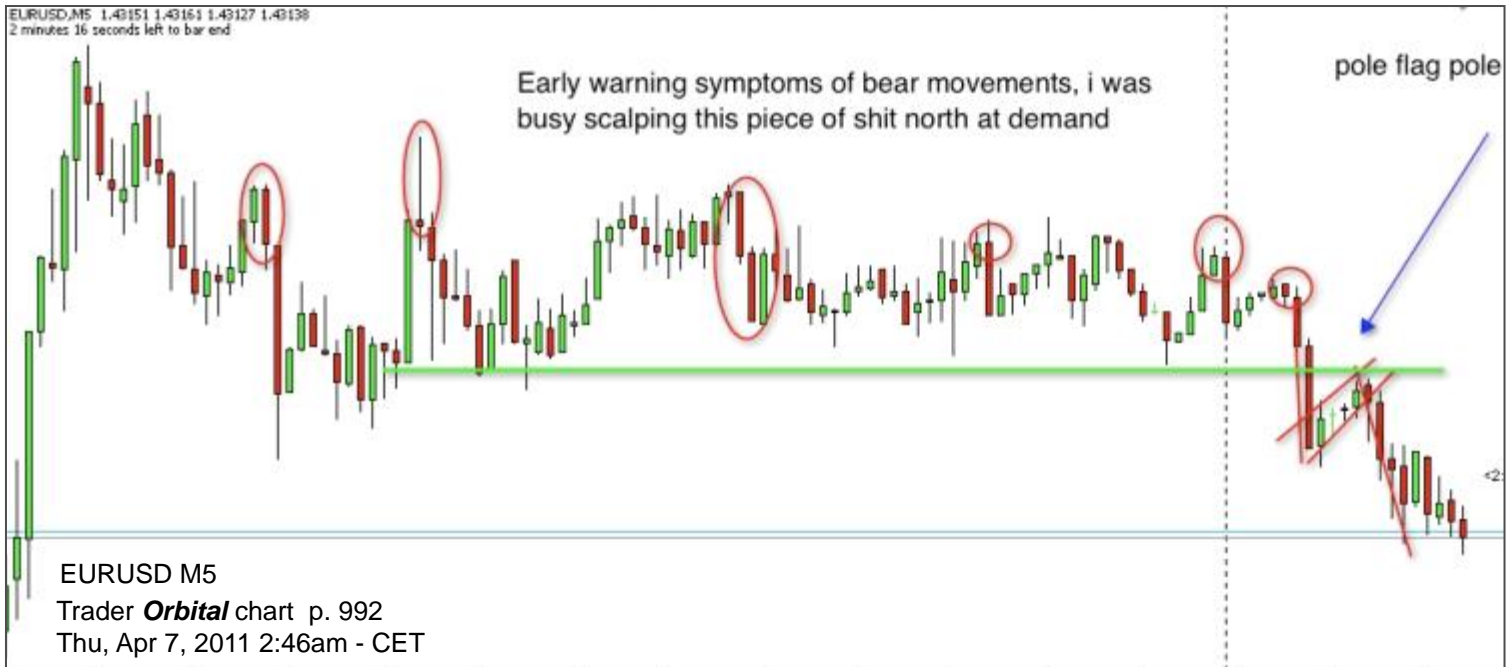 EURUSD,M5 1.43151 1.43161 1.43127 1.43138
2 minutes 16 seconds left to bar end
Early warning symptoms of bear movements, i was
busy scalping this piece of shit north at demand
pole flag pole
<2:
EURUSD M5
Trader Orbital chart p. 992
Thu, Apr 7, 2011 2:46am - CET